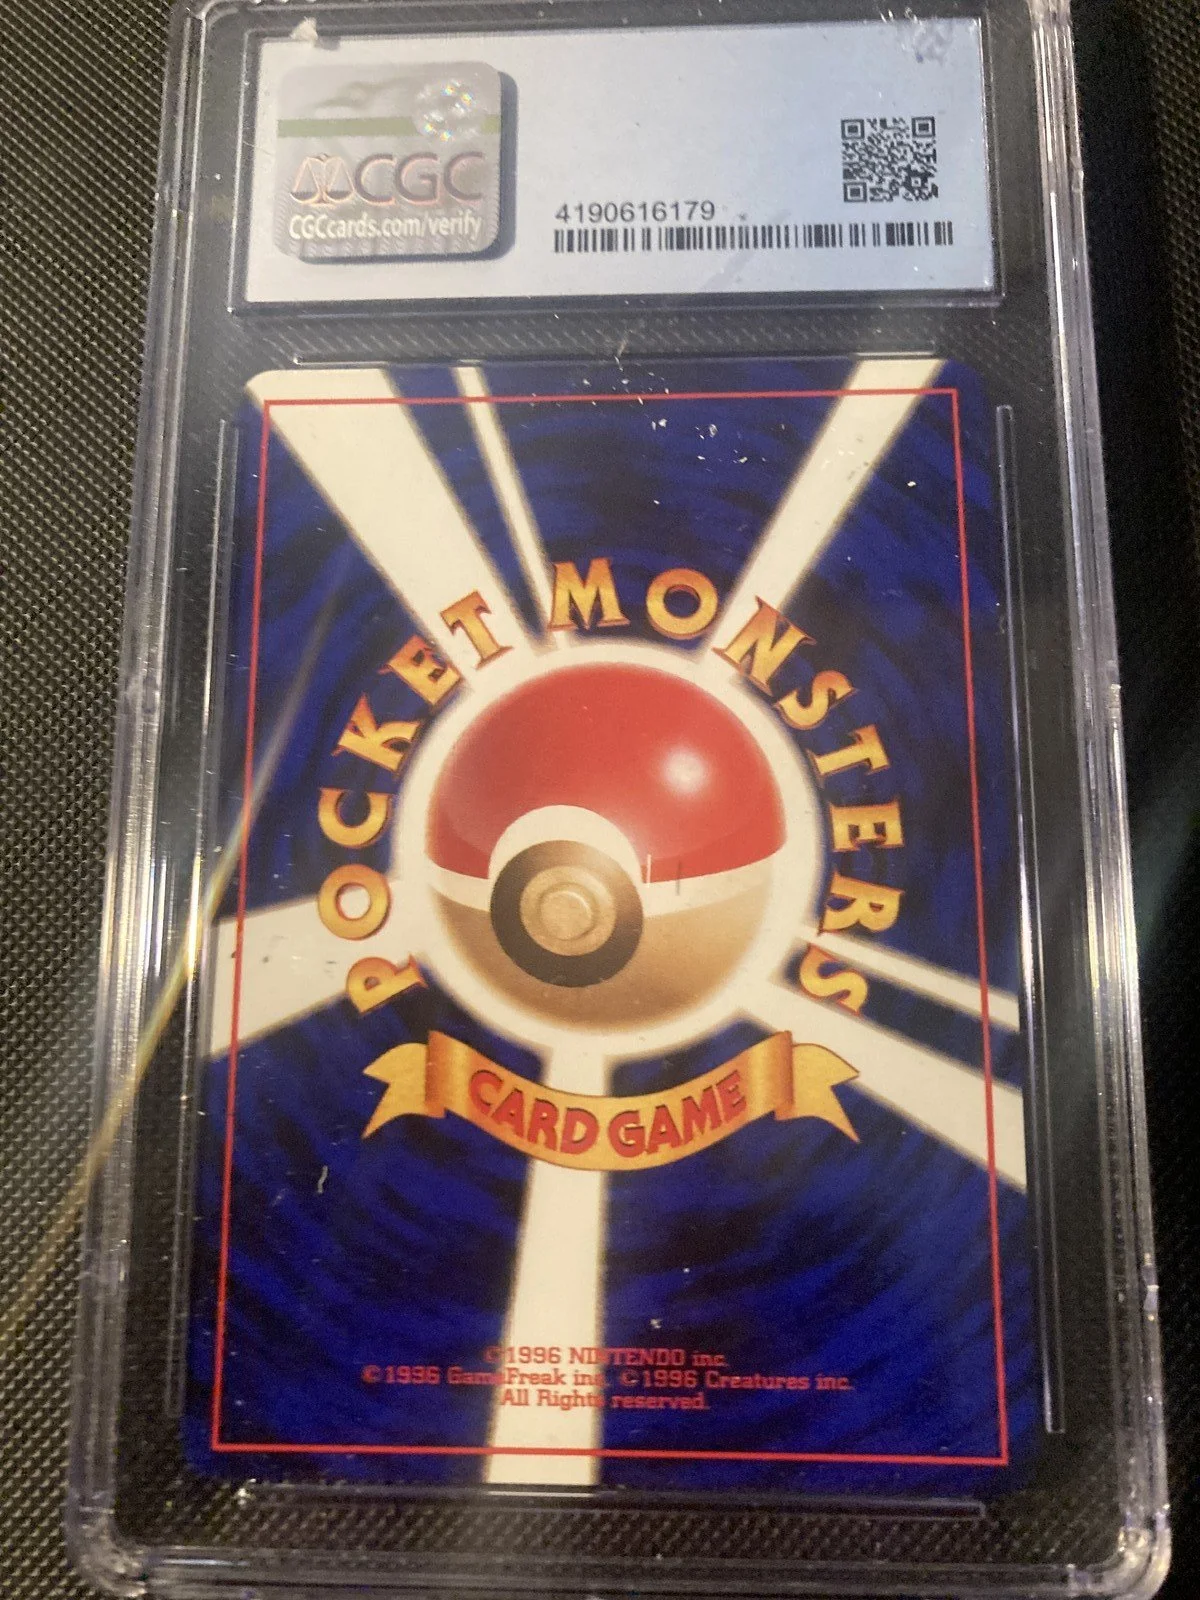 CGC
CGCcards.com/verify
4190616179
POCKET MONSTERS
CARD GAME
©1996 NINTENDO inc.
©1996 GameFreak inc. ©1996 Creatures inc.
All Rights reserved.